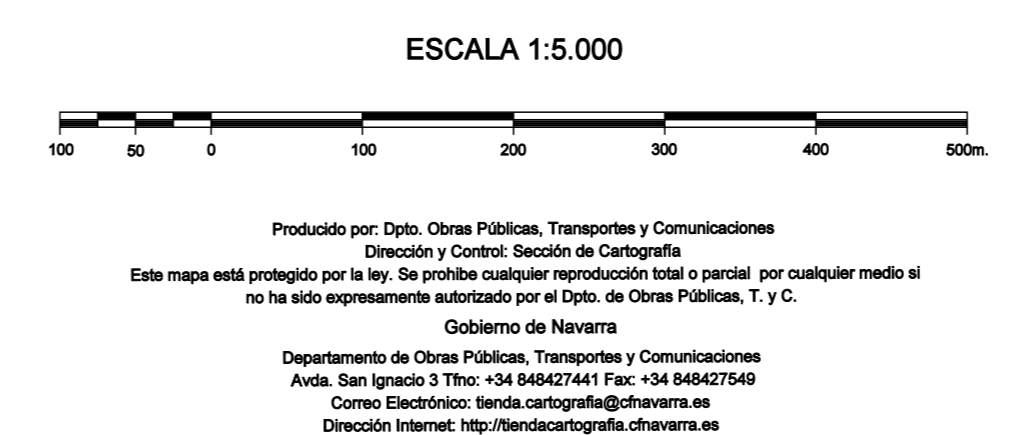 ESCALA 1:5.000
100 50 0 100 200 300 400 500m.
Producido por: Dpto. Obras Públicas, Transportes y Comunicaciones
Dirección y Control: Sección de Cartografía
Este mapa está protegido por la ley. Se prohibe cualquier reproducción total o parcial por cualquier medio si
no ha sido expresamente autorizado por el Dpto. de Obras Públicas, T. y C.
Gobierno de Navarra
Departamento de Obras Públicas, Transportes y Comunicaciones
Avda. San Ignacio 3 Tfno: +34 848427441 Fax: +34 848427549
Correo Electrónico: tienda.cartografia@cfnavarra.es
Dirección Internet: http://tiendacartografia.cfnavarra.es